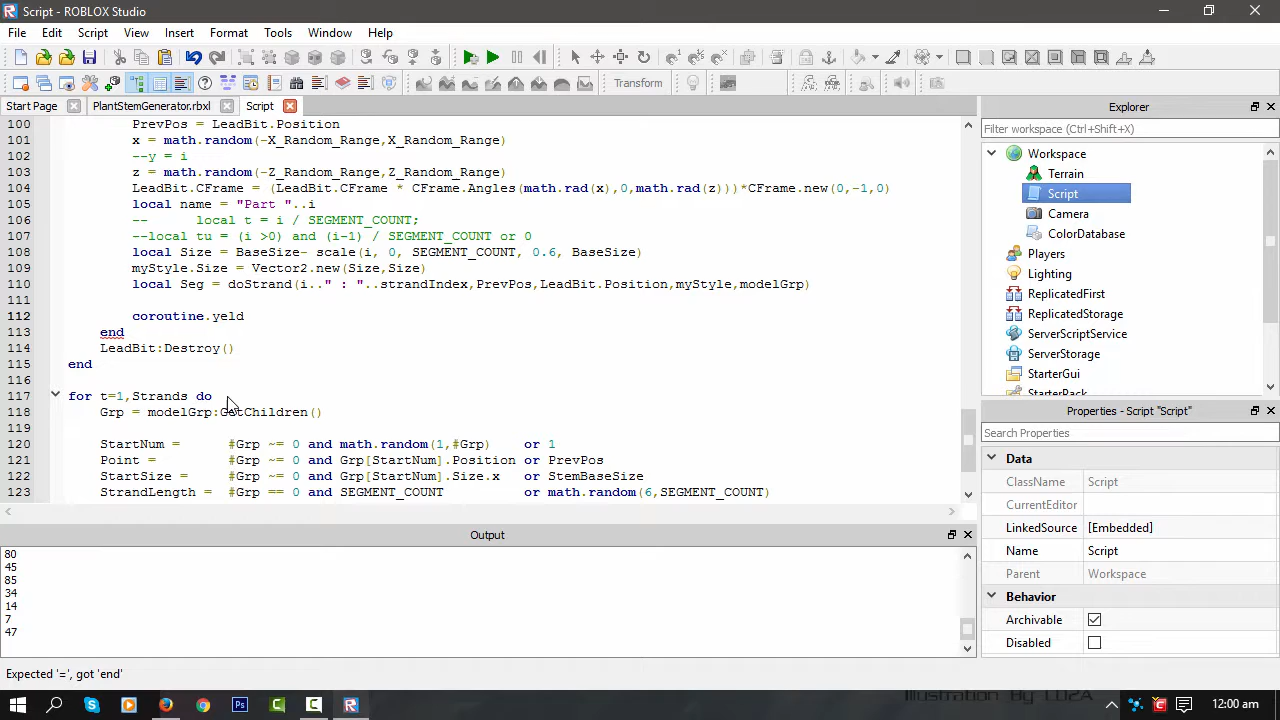 Script - ROBLOX Studio
File Edit Script View Insert Format Tools Window Help
Transform
Start Page PlantStemGenerator.rbxl Script
100 PrevPos = LeadBit.Position
101 x = math.random(-X_Random_Range,X_Random_Range)
102 --y = i
103 z = math.random(-Z_Random_Range,Z_Random_Range)
104 LeadBit.CFrame = (LeadBit.CFrame * CFrame.Angles(math.rad(x),0,math.rad(z)))*CFrame.new(0,-1,0)
105 local name = "Part "..i
106 -- local t = i / SEGMENT_COUNT;
107 --local tu = (i >0) and (i-1) / SEGMENT_COUNT or 0
108 local Size = BaseSize- scale(i, 0, SEGMENT_COUNT, 0.6, BaseSize)
109 myStyle.Size = Vector2.new(Size,Size)
110 local Seg = doStrand(i.." : "..strandIndex,PrevPos,LeadBit.Position,myStyle,modelGrp)
111
112 coroutine.yeld
113 end
114 LeadBit:Destroy()
115 end
116
117 for t=1,Strands do
118 Grp = modelGrp:GetChildren()
119
120 StartNum = #Grp ~= 0 and math.random(1,#Grp) or 1
121 Point = #Grp ~= 0 and Grp[StartNum].Position or PrevPos
122 StartSize = #Grp ~= 0 and Grp[StartNum].Size.x or StemBaseSize
123 StrandLength = #Grp == 0 and SEGMENT_COUNT or math.random(6,SEGMENT_COUNT)
Output
80
45
85
34
14
7
47
Expected '=', got 'end'
Explorer
Filter workspace (Ctrl+Shift+X)
Workspace
Terrain
Script
Camera
ColorDatabase
Players
Lighting
ReplicatedFirst
ReplicatedStorage
ServerScriptService
ServerStorage
StarterGui
StarterPack
Properties - Script "Script"
Search Properties
Data
ClassName Script
CurrentEditor
LinkedSource [Embedded]
Name Script
Parent Workspace
Behavior
Archivable
Disabled
Illustration By LUZA
12:00 am